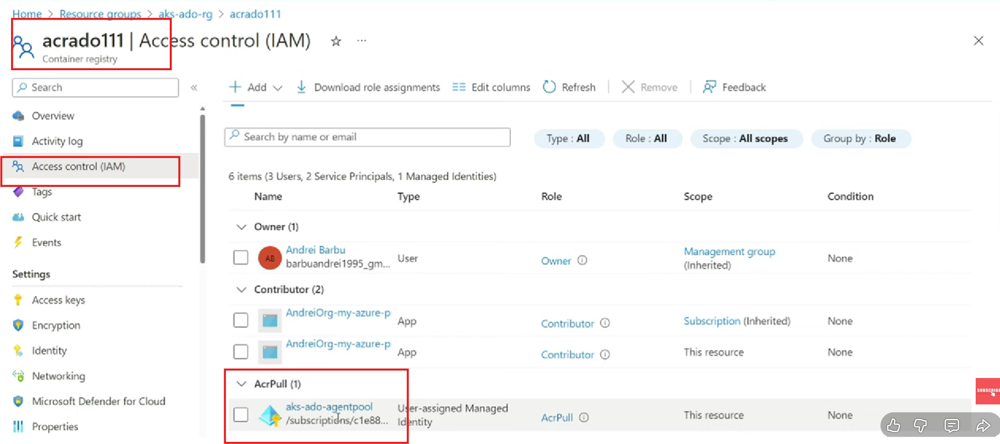 Home > Resource groups > aks-ado-rg > acrado111
acrado111 | Access control (IAM) ☆ ...
Container registry
Search «
+ Add Download role assignments Edit columns Refresh | Remove | Feedback
Overview
Activity log
Access control (IAM)
Tags
Quick start
Events
Settings
Access keys
Encryption
Identity
Networking
Microsoft Defender for Cloud
Properties
Search by name or email
Type : All
Role : All
Scope : All scopes
Group by : Role
6 items (3 Users, 2 Service Principals, 1 Managed Identities)
Name Type Role Scope Condition
Owner (1)
AB
Andrei Barbu
barbuandrei1995_gm...
User
Owner
Management group
(Inherited)
None
Contributor (2)
AndreiOrg-my-azure-p
App
Contributor
Subscription (Inherited)
None
AndreiOrg-my-azure-p
App
Contributor
This resource
None
AcrPull (1)
aks-ado-agentpool
/subscriptions/c1e88...
User-assigned Managed
Identity
AcrPull
This resource
None
SUBSCRIBE